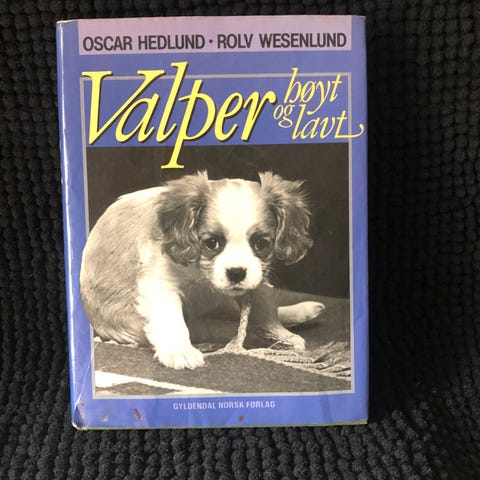 OSCAR HEDLUND · ROLV WESENLUND
Valper høyt
og lavt
GYLDENDAL NORSK FORLAG